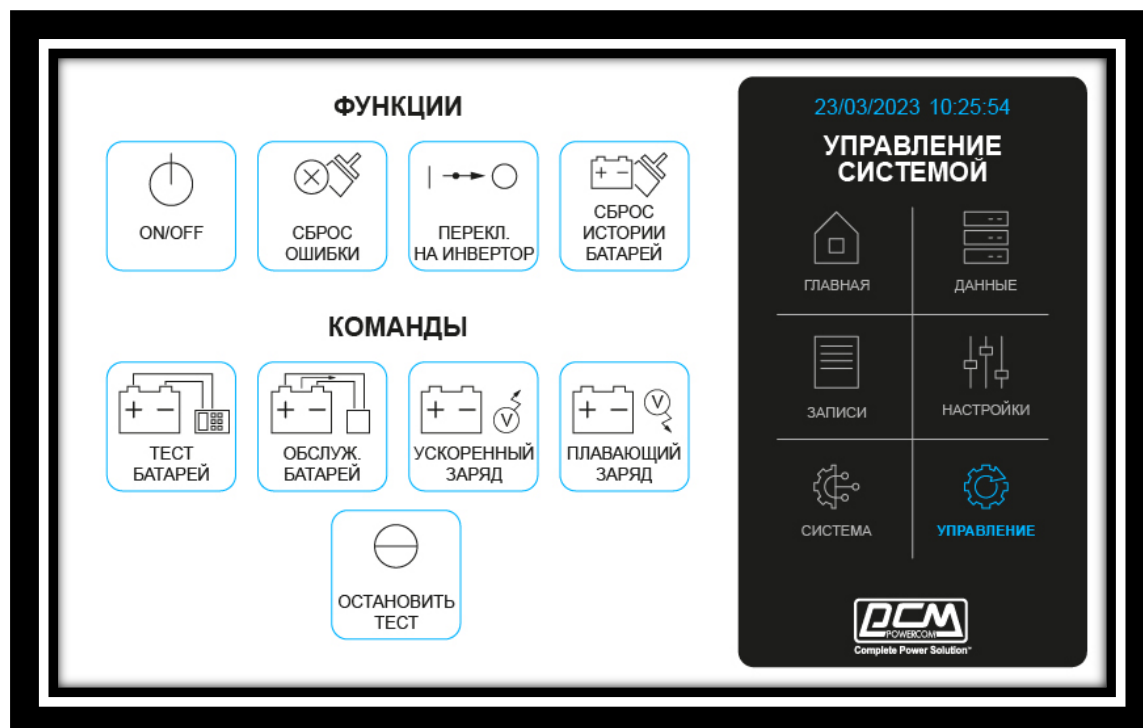 ФУНКЦИИ
ON/OFF
СБРОС
ОШИБКИ
ПЕРЕКЛ.
НА ИНВЕРТОР
СБРОС
ИСТОРИИ
БАТАРЕЙ
КОМАНДЫ
ТЕСТ
БАТАРЕЙ
ОБСЛУЖ.
БАТАРЕЙ
УСКОРЕННЫЙ
ЗАРЯД
ПЛАВАЮЩИЙ
ЗАРЯД
ОСТАНОВИТЬ
ТЕСТ
23/03/2023 10:25:54
УПРАВЛЕНИЕ
СИСТЕМОЙ
ГЛАВНАЯ
ДАННЫЕ
ЗАПИСИ
НАСТРОЙКИ
СИСТЕМА
УПРАВЛЕНИЕ
PCM
POWERCOM
Complete Power Solution™